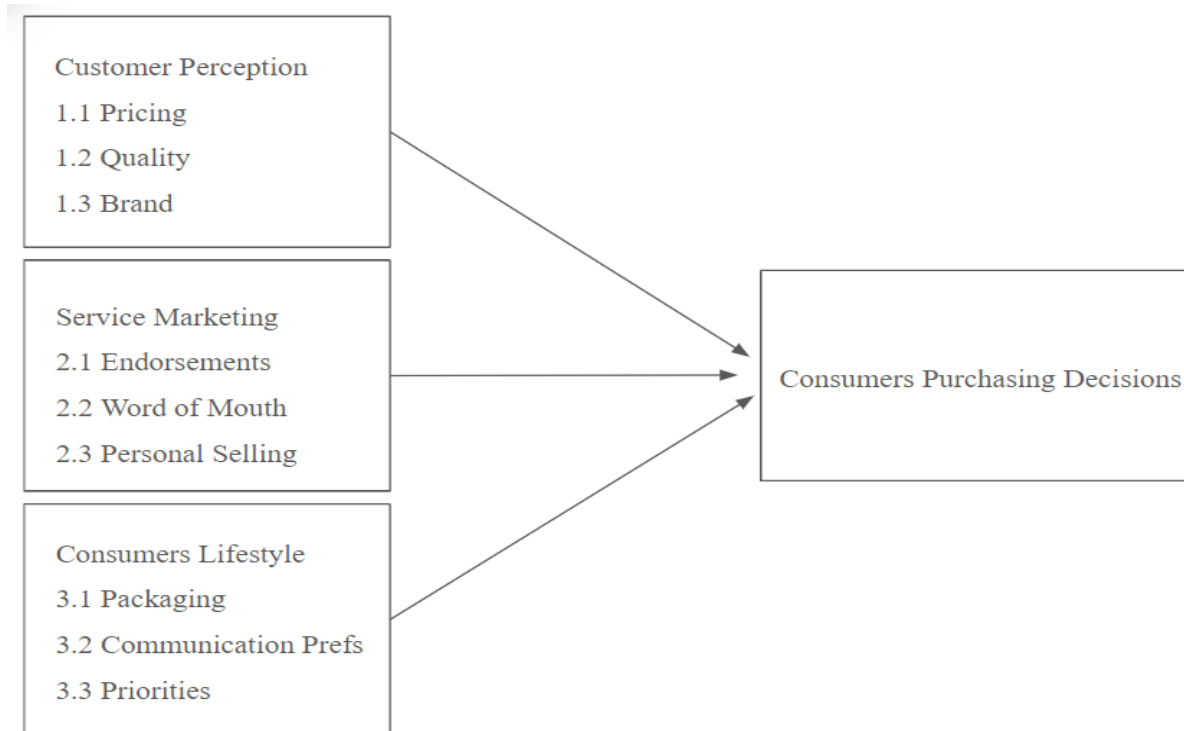 Customer Perception
1.1 Pricing
1.2 Quality
1.3 Brand
Service Marketing
2.1 Endorsements
2.2 Word of Mouth
2.3 Personal Selling
Consumers Lifestyle
3.1 Packaging
3.2 Communication Prefs
3.3 Priorities
Consumers Purchasing Decisions